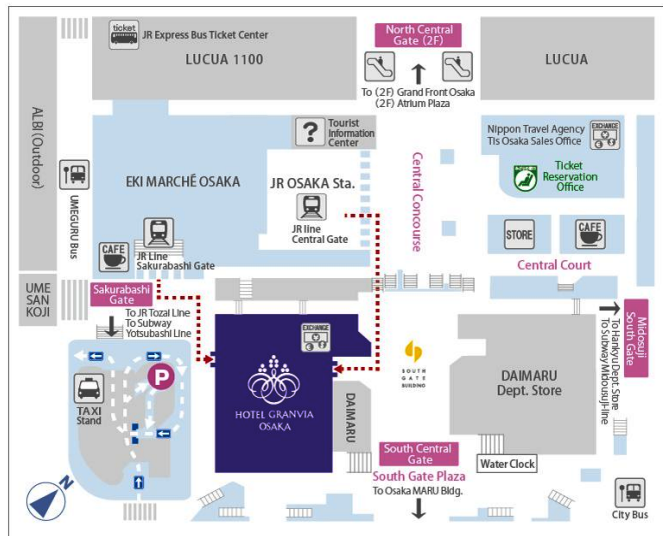 ticket
JR Express Bus Ticket Center
LUCUA 1100
North Central
Gate (2F)
To (2F) Grand Front Osaka
(2F) Atrium Plaza
LUCUA
ALBI (Outdoor)
UMEGURU Bus
?
Tourist
Information
Center
EKI MARCHÉ OSAKA
JR OSAKA Sta.
JR line
Central Gate
Central Concourse
Nippon Travel Agency
TIs Osaka Sales Office
EXCHANGE
Ticket
Reservation
Office
STORE
CAFE
Central Court
CAFE
JR Line
Sakurabashi Gate
UME
SAN
KOJI
Sakurabashi
Gate
To JR Tozal Line
To Subway
Yotsubashi Line
P
TAXI
Stand
EXCHANGE
HOTEL GRANVIA
OSAKA
DAIMARU
SOUTH
GATE
BUILDING
DAIMARU
Dept. Store
Midosuji
South Gate
To Hankyu Dept. Store
To Subway Midousuji-line
South Central
Gate
South Gate Plaza
To Osaka MARU Bldg.
Water Clock
City Bus
N